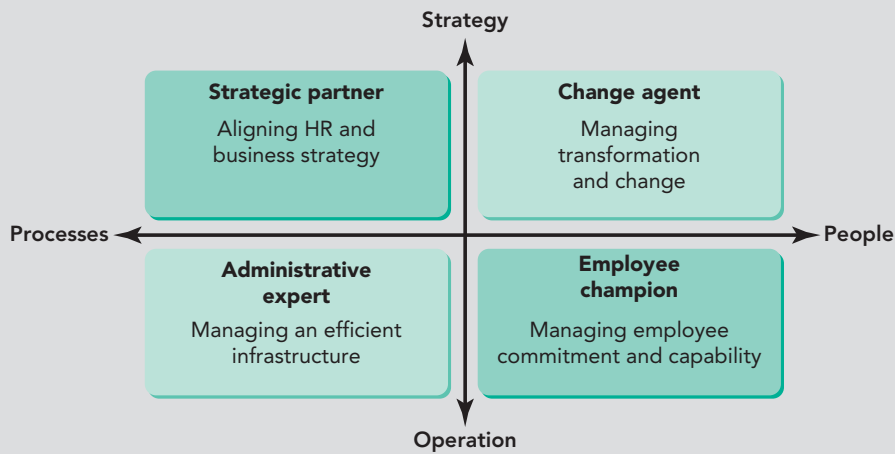 Strategy
Strategic partner
Aligning HR and
business strategy
Change agent
Managing
transformation
and change
Processes
People
Administrative
expert
Managing an efficient
infrastructure
Employee
champion
Managing employee
commitment and capability
Operation